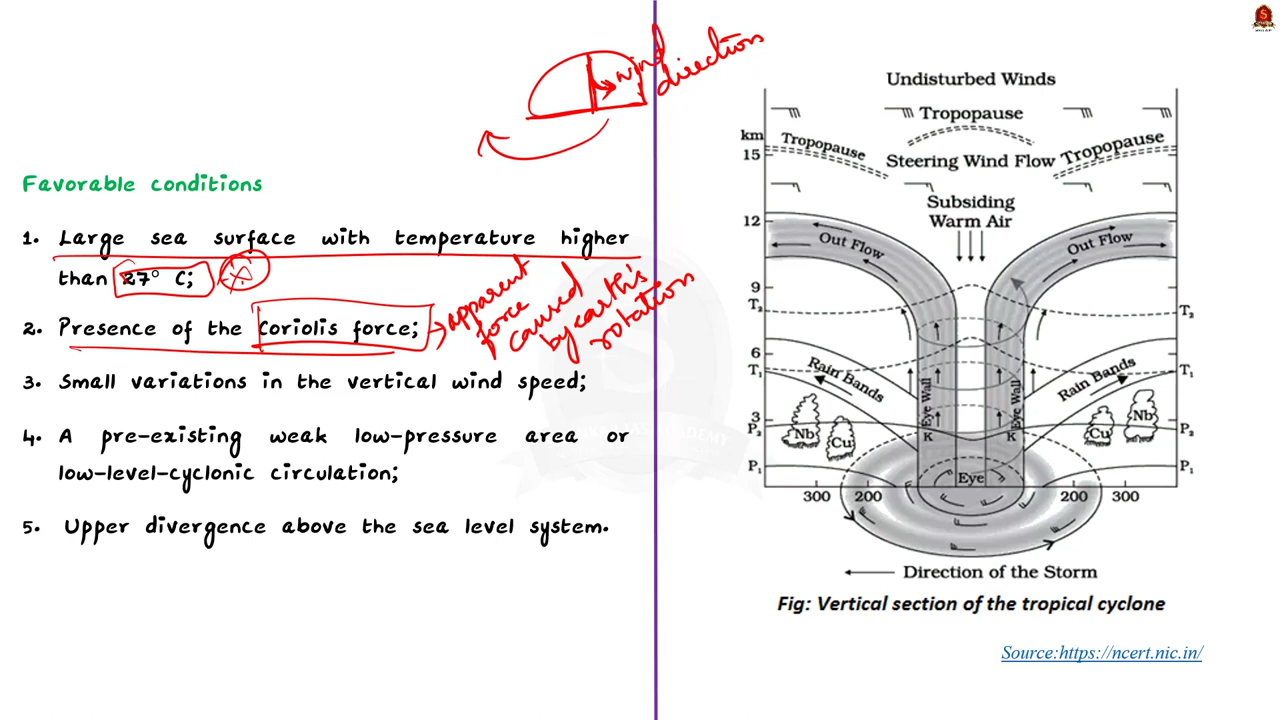 wind
direction
Favorable conditions
1. Large sea surface with temperature higher
than 27° C;
2. Presence of the coriolis force;
apparent
force
caused
by earth's
rotation
3. Small variations in the vertical wind speed;
4. A pre-existing weak low-pressure area or
low-level-cyclonic circulation;
5. Upper divergence above the sea level system.
Undisturbed Winds
Tropopause
km
Tropopause
Tropopause
15
Steering Wind Flow
Subsiding
Warm Air
12
Out Flow
Out Flow
9
T₂
T₂
6
Rain Bands
Rain Bands
T₁
T₁
Eye Wall
Eye Wall
3
Nb
Cu
K
K
Cu
Nb
P₂
P₂
P₁
P₁
Eye
300 200
200 300
Direction of the Storm
Fig: Vertical section of the tropical cyclone
Source:https://ncert.nic.in/